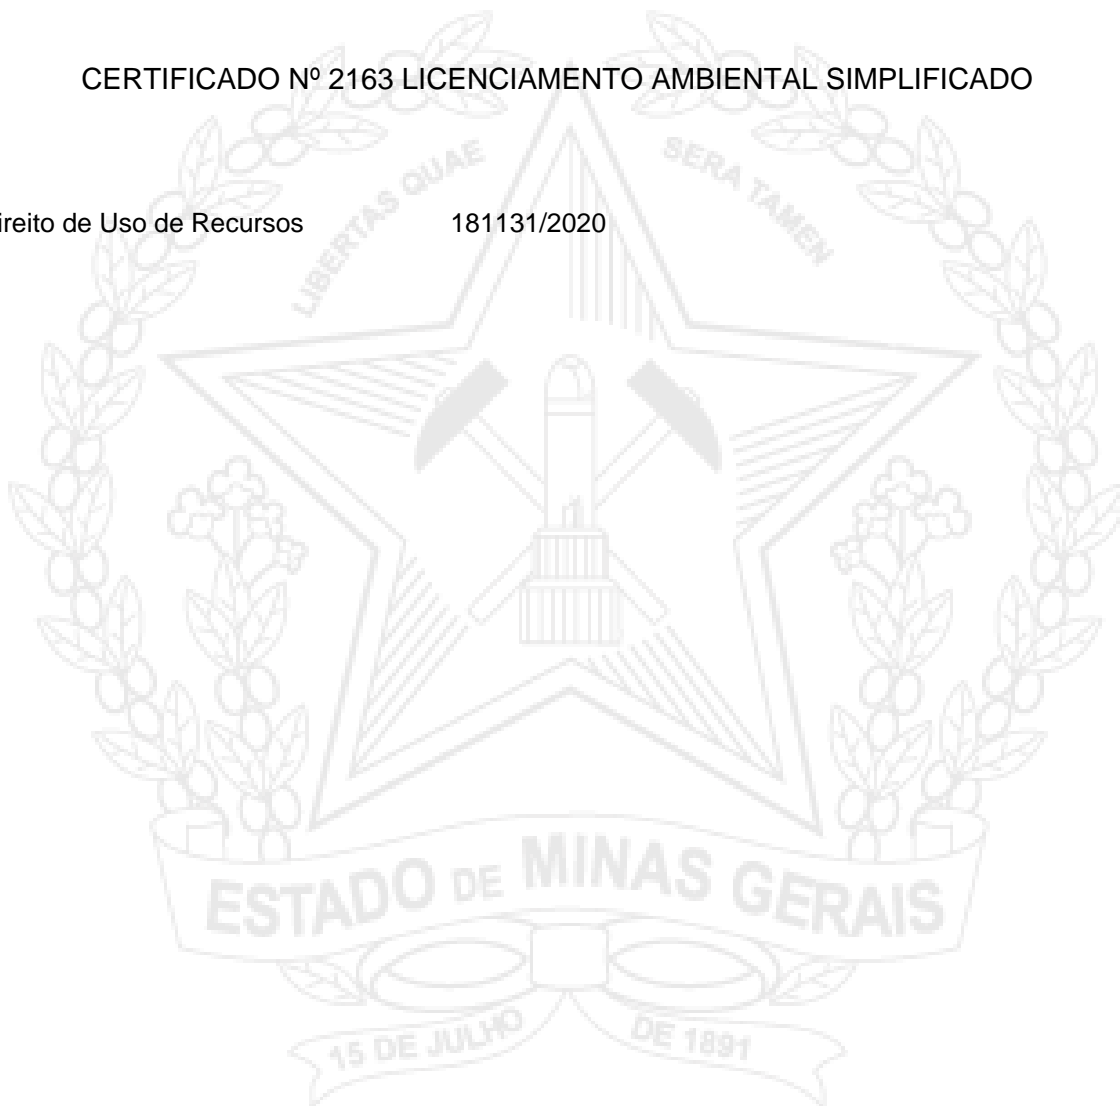 CERTIFICADO Nº 2163 LICENCIAMENTO AMBIENTAL SIMPLIFICADO
LIBERTAS QUAE SERA TAMEN
ireito de Uso de Recursos 181131/2020
ESTADO DE MINAS GERAIS
15 DE JULHO DE 1891